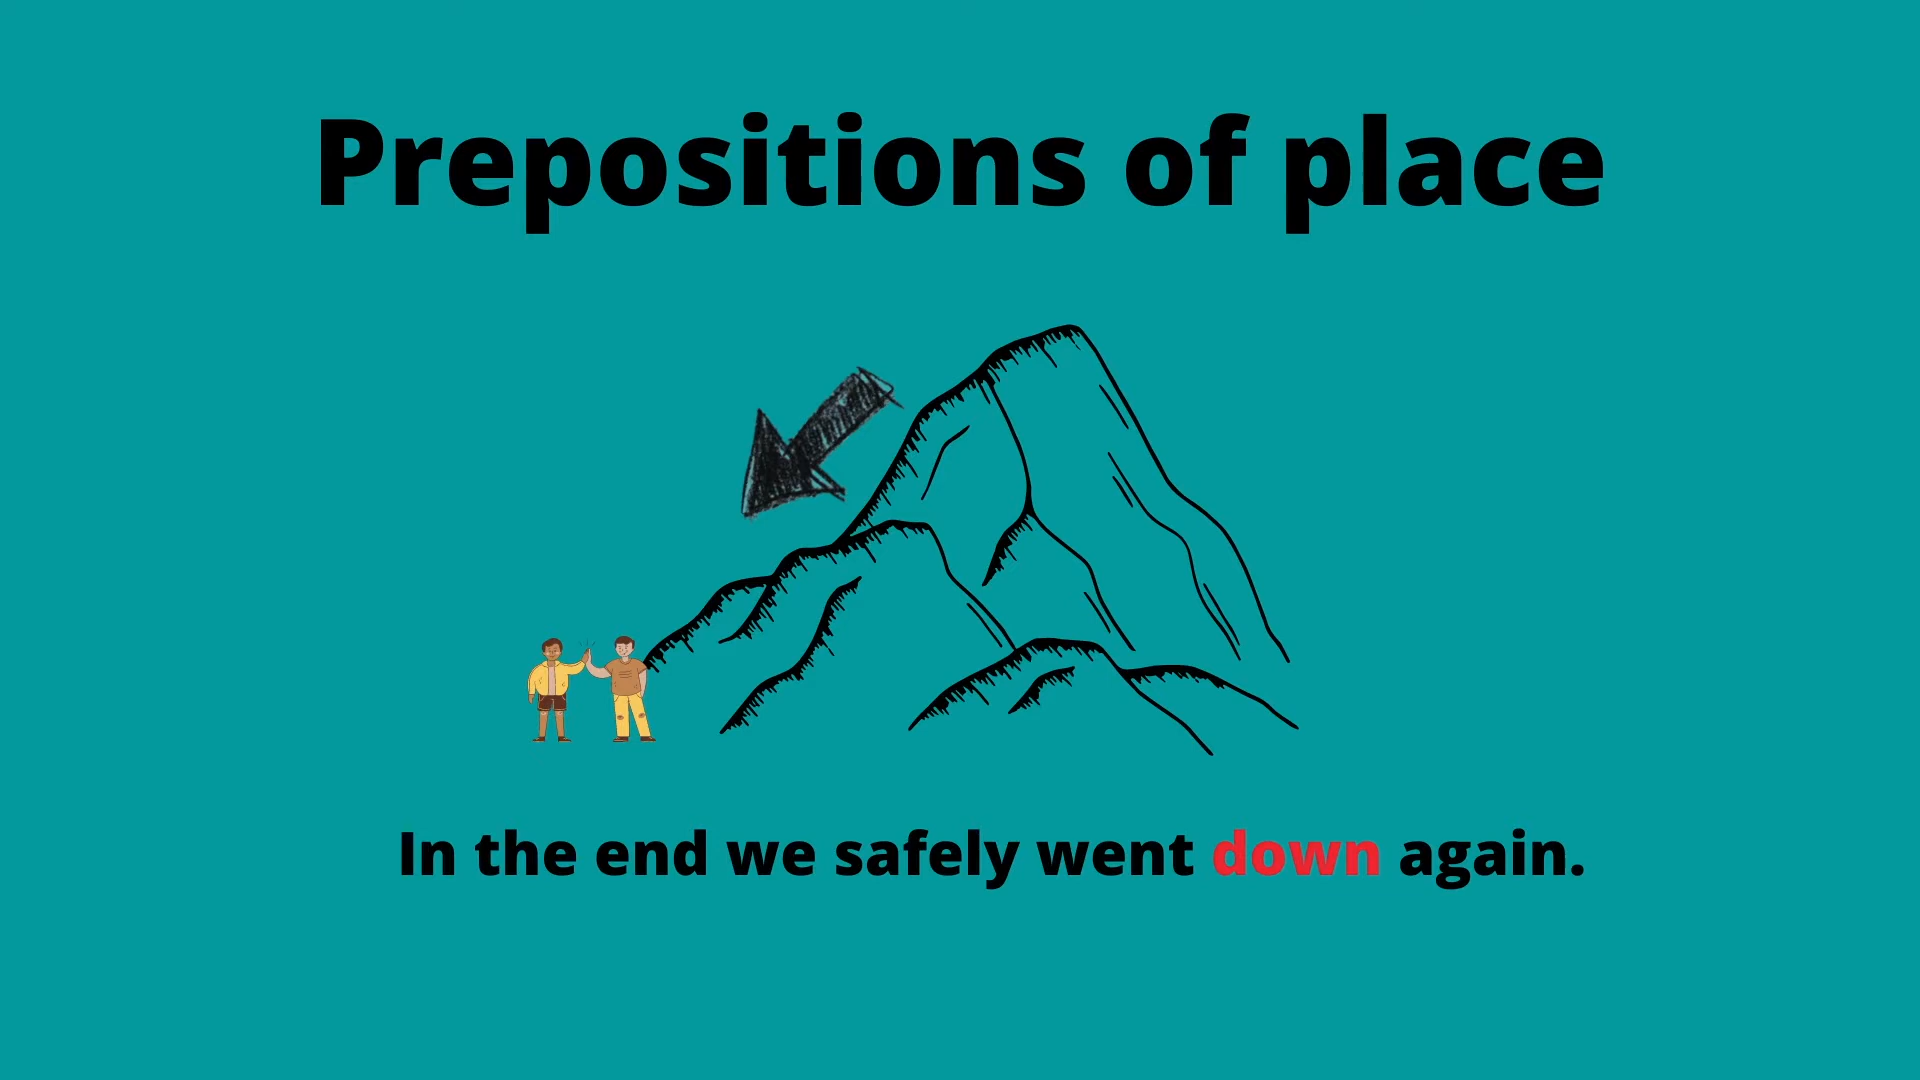 Prepositions of place
In the end we safely went down again.